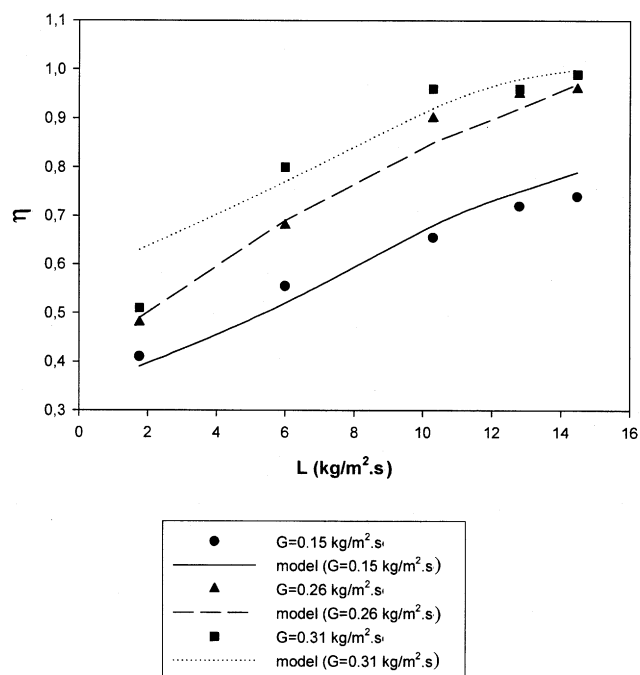 1,1
1,0
0,9
0,8
0,7
0,6
0,5
0,4
0,3
η
0 2 4 6 8 10 12 14 16
L (kg/m².s)
G=0.15 kg/m².s
model (G=0.15 kg/m².s)
G=0.26 kg/m².s
model (G=0.26 kg/m².s)
G=0.31 kg/m².s
model (G=0.31 kg/m².s)